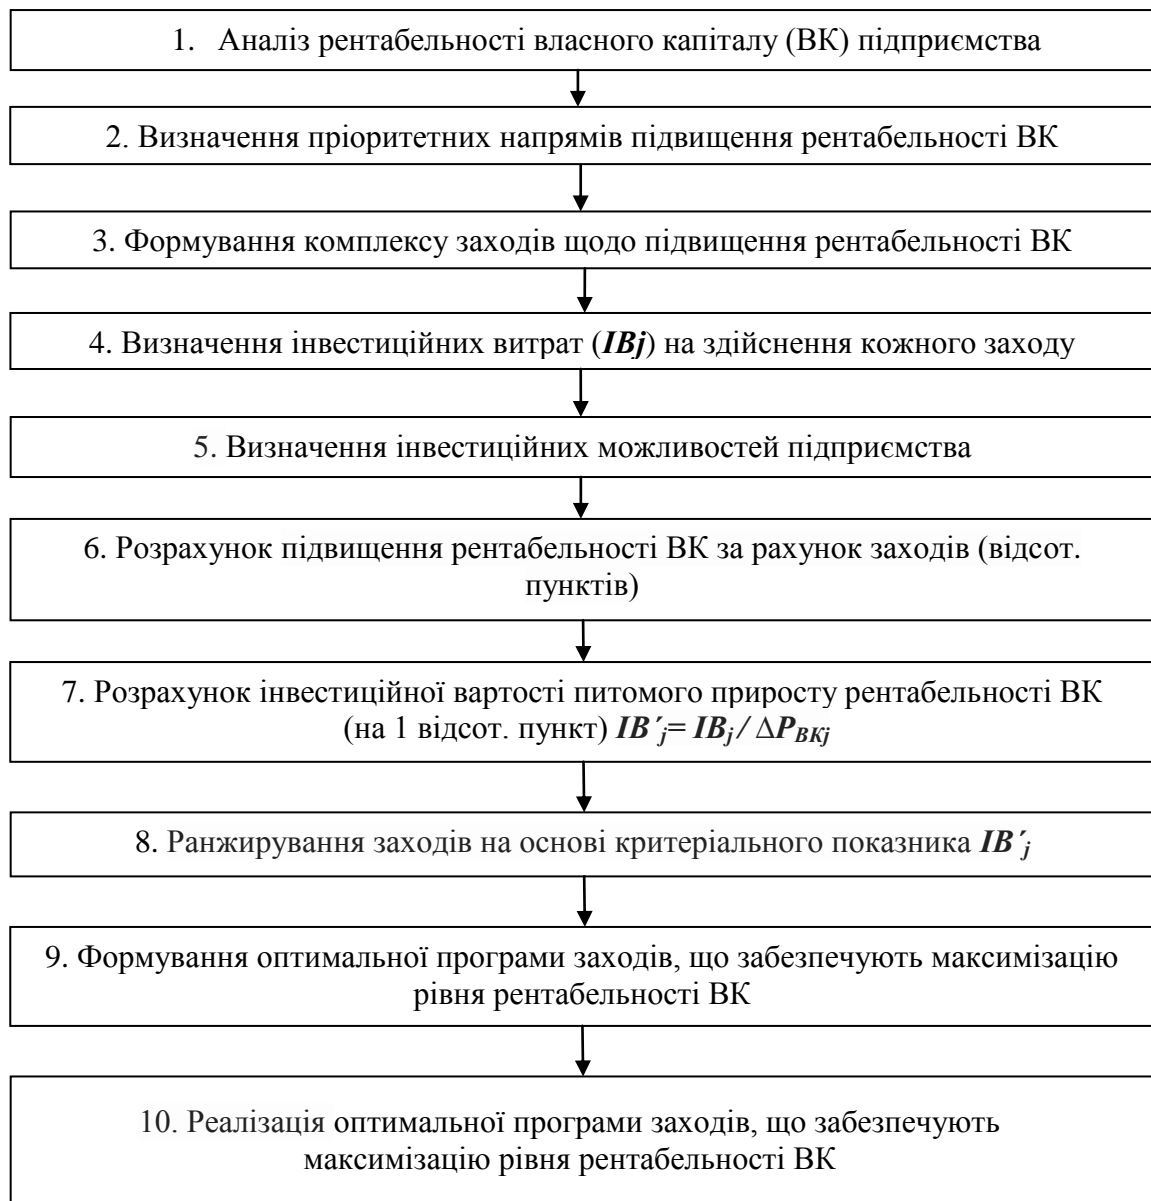 1. Аналіз рентабельності власного капіталу (ВК) підприємства
2. Визначення пріоритетних напрямів підвищення рентабельності ВК
3. Формування комплексу заходів щодо підвищення рентабельності ВК
4. Визначення інвестиційних витрат (ІВj) на здійснення кожного заходу
5. Визначення інвестиційних можливостей підприємства
6. Розрахунок підвищення рентабельності ВК за рахунок заходів (відсот.
пунктів)
7. Розрахунок інвестиційної вартості питомого приросту рентабельності ВК
(на 1 відсот. пункт) ІВ´j= ІВj / ∆РВКj
8. Ранжирування заходів на основі критеріального показника ІВ´j
9. Формування оптимальної програми заходів, що забезпечують максимізацію
рівня рентабельності ВК
10. Реалізація оптимальної програми заходів, що забезпечують
максимізацію рівня рентабельності ВК